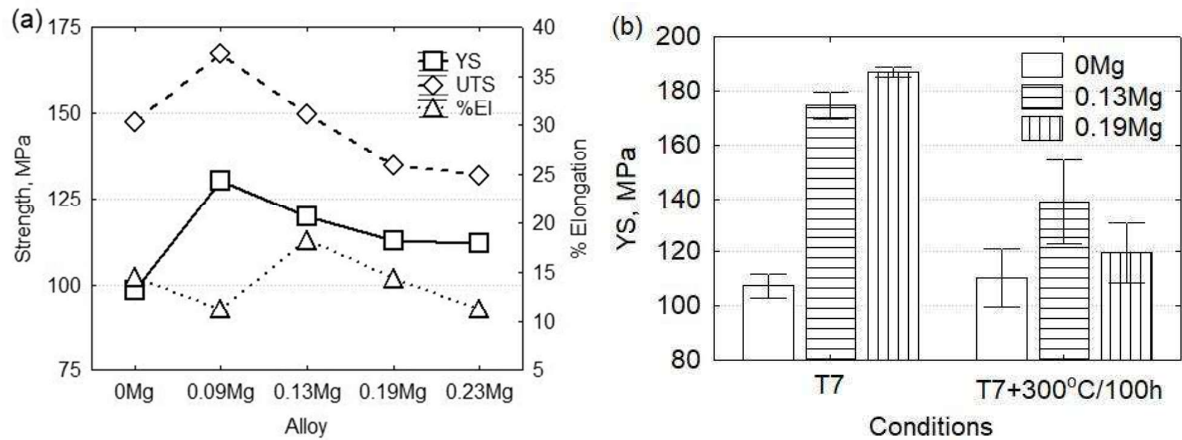 (a)
175
150
125
100
75
Strength, MPa
YS
UTS
%El
40
35
30
25
20
15
10
5
% Elongation
0Mg
0.09Mg
0.13Mg
0.19Mg
0.23Mg
Alloy
(b)
200
180
160
140
120
100
80
YS, MPa
0Mg
0.13Mg
0.19Mg
T7
T7+300°C/100h
Conditions